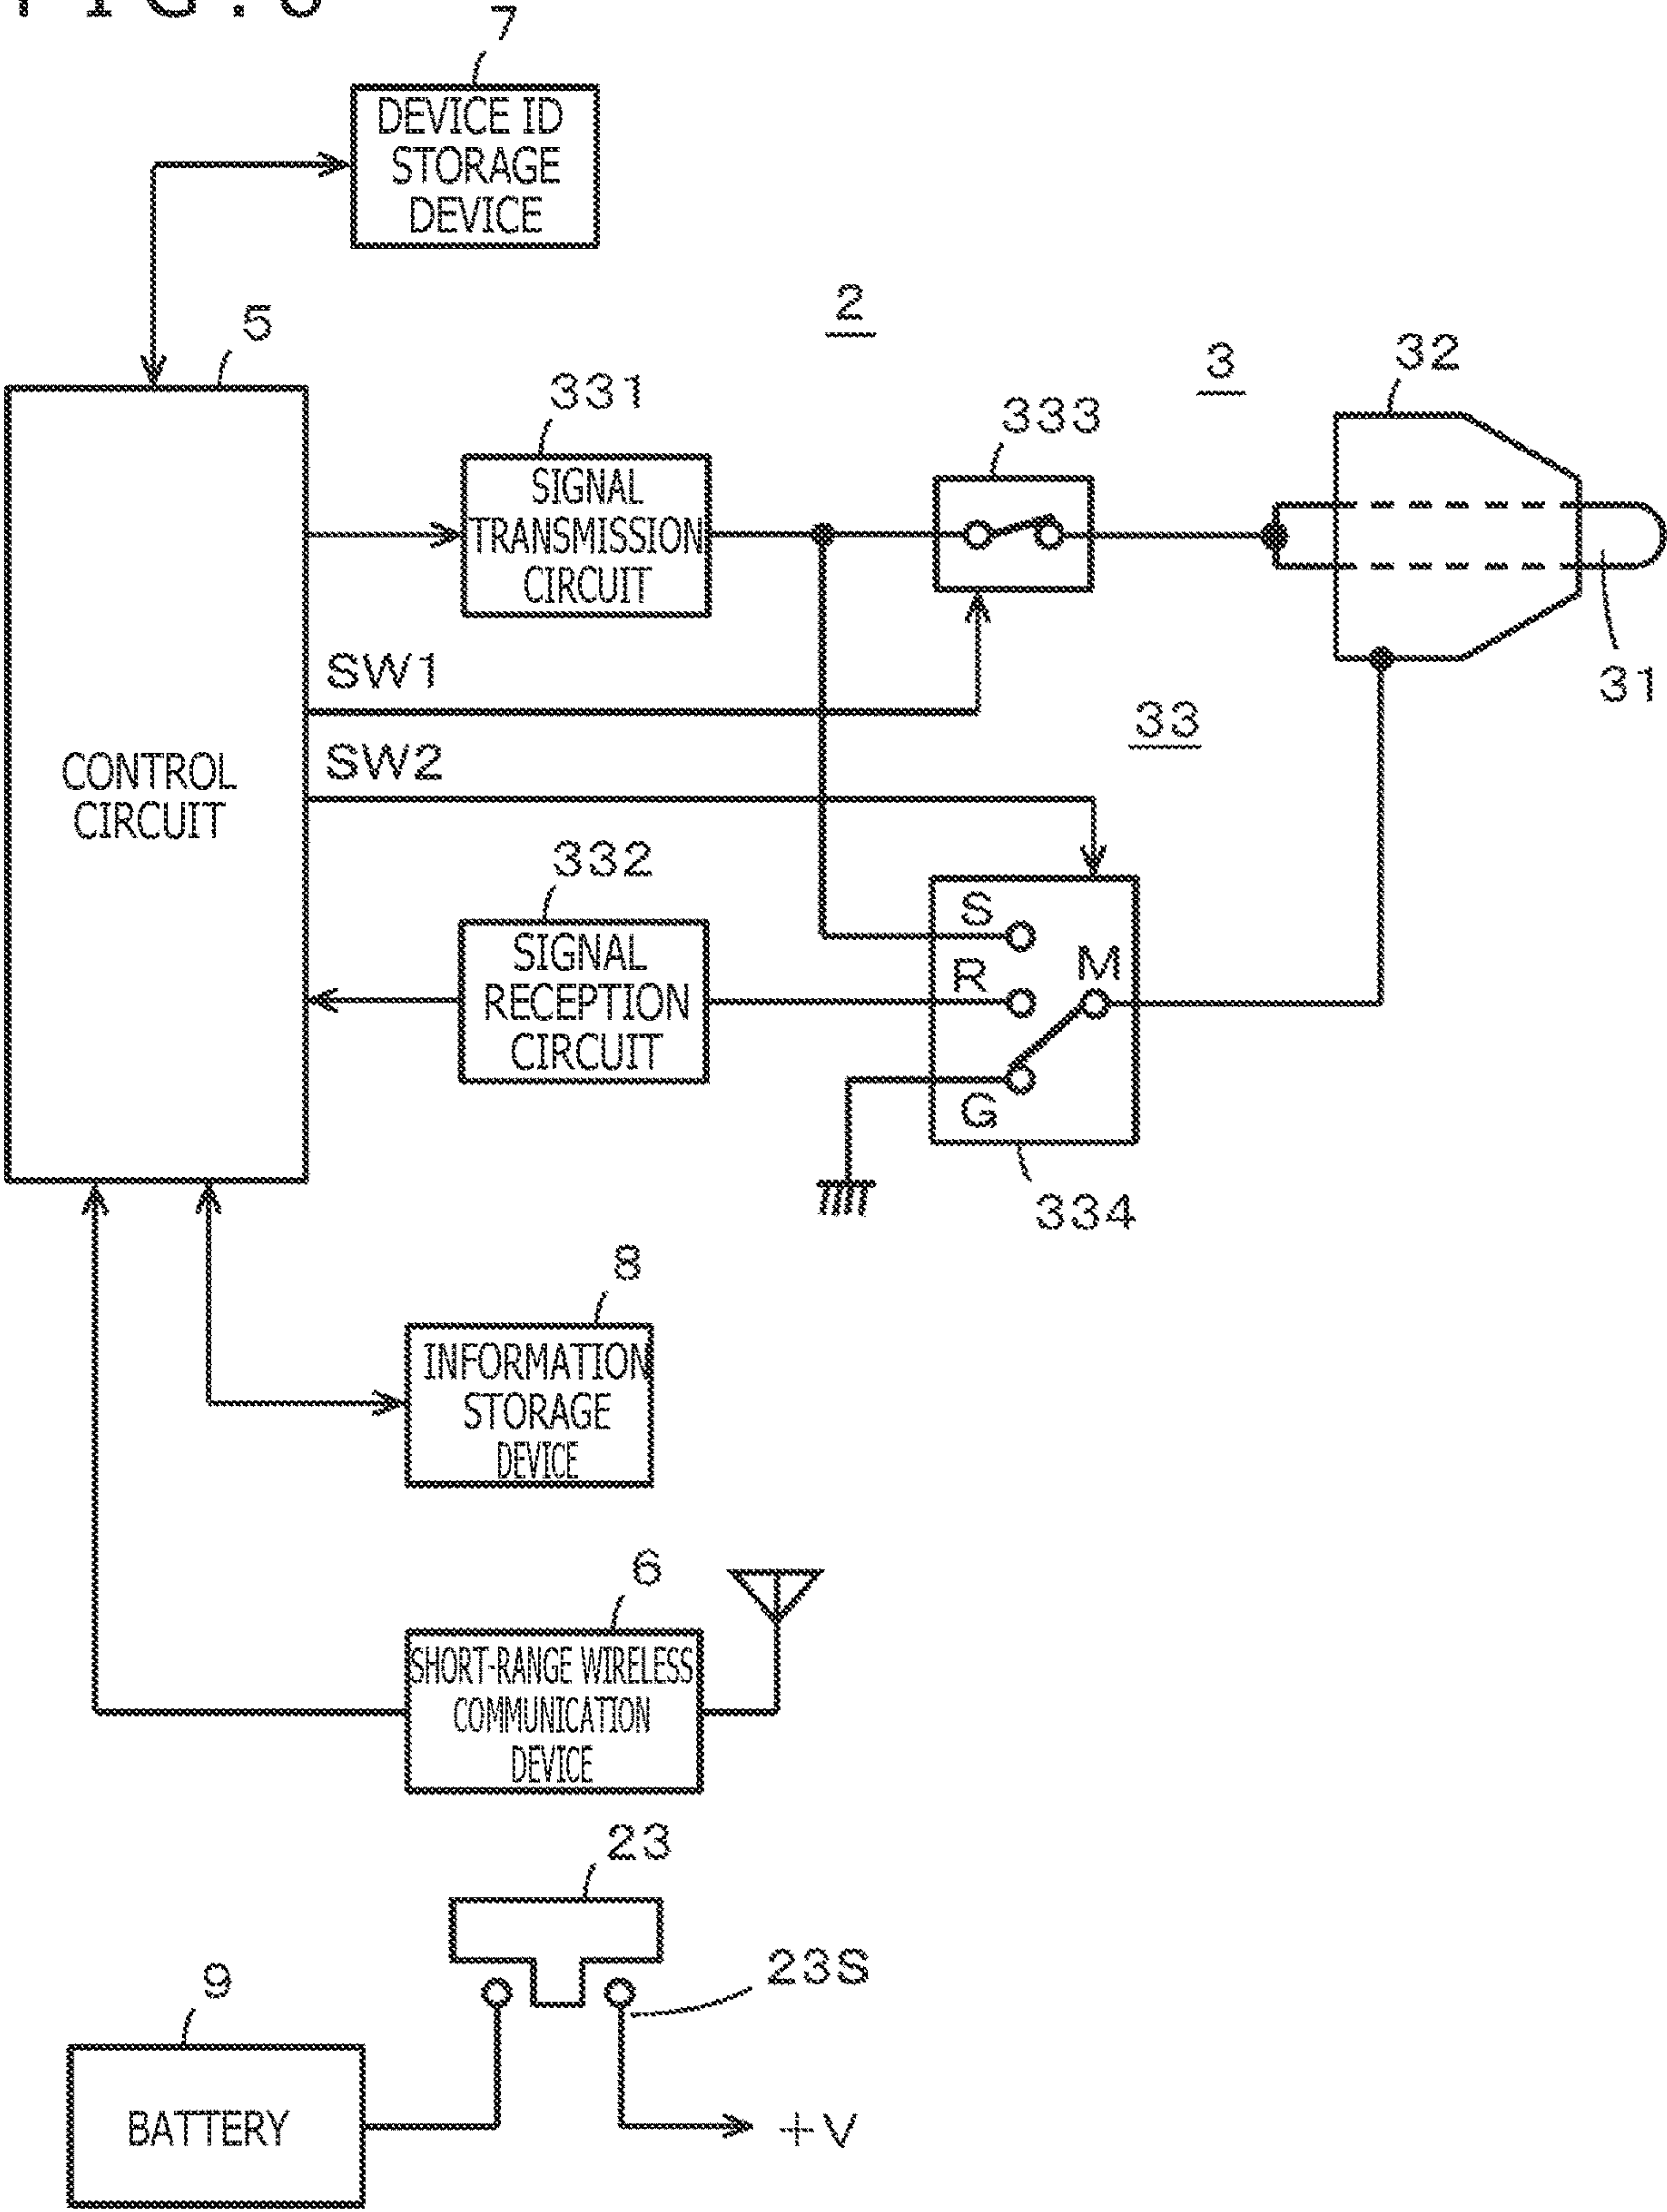 7
DEVICE ID
STORAGE
DEVICE
2
5
3
32
331
333
SIGNAL
TRANSMISSION
CIRCUIT
31
SW1
33
SW2
CONTROL
CIRCUIT
332
S
SIGNAL
RECEPTION
CIRCUIT
R
M
G
334
8
INFORMATION
STORAGE
DEVICE
6
SHORT-RANGE WIRELESS
COMMUNICATION
DEVICE
23
23S
9
BATTERY
+V